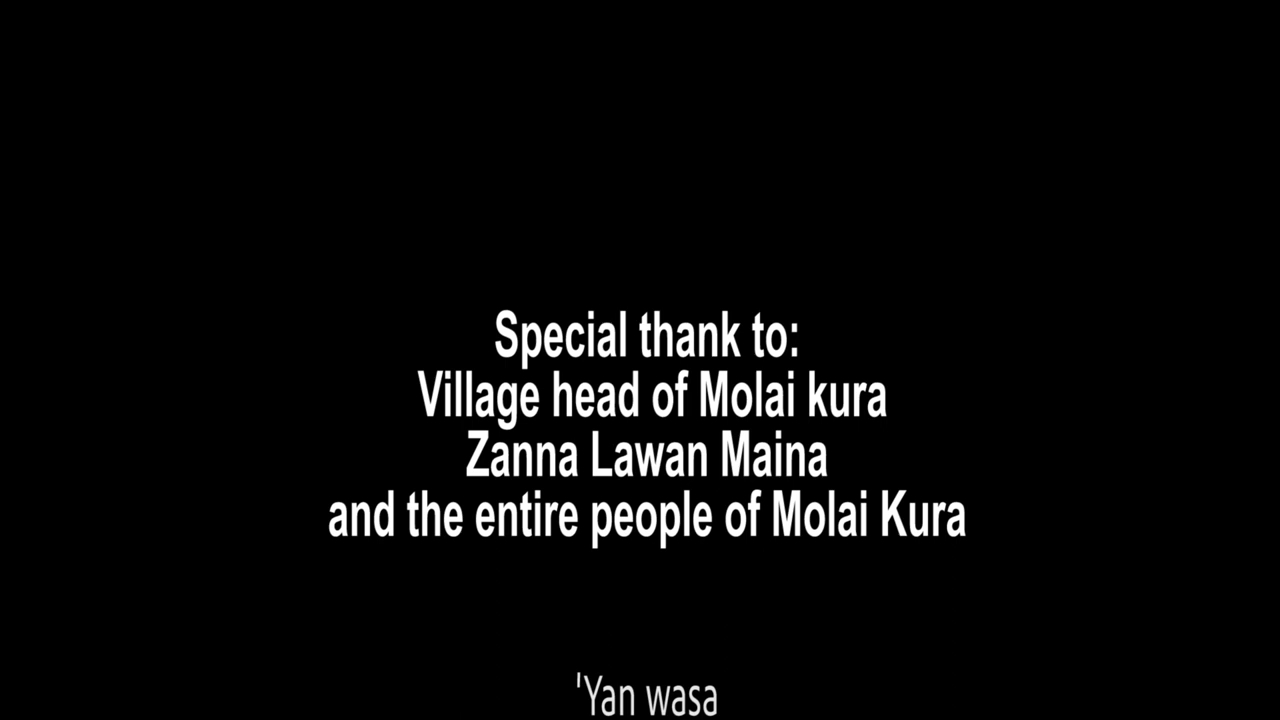 Special thank to:
Village head of Molai kura
Zanna Lawan Maina
and the entire people of Molai Kura
'Yan wasa